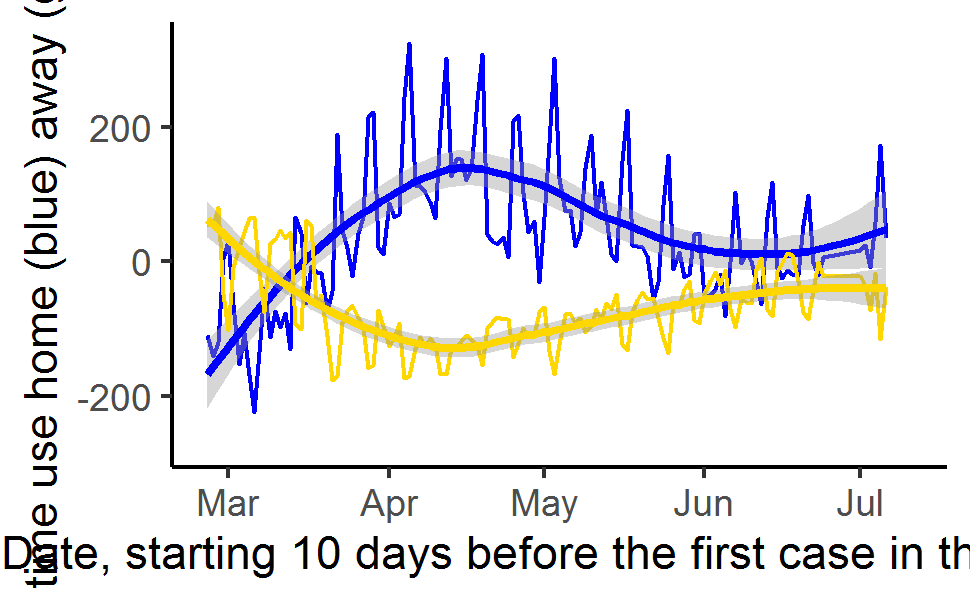 time use home (blue) away (
200
0
-200
Mar Apr May Jun Jul
Date, starting 10 days before the first case in th